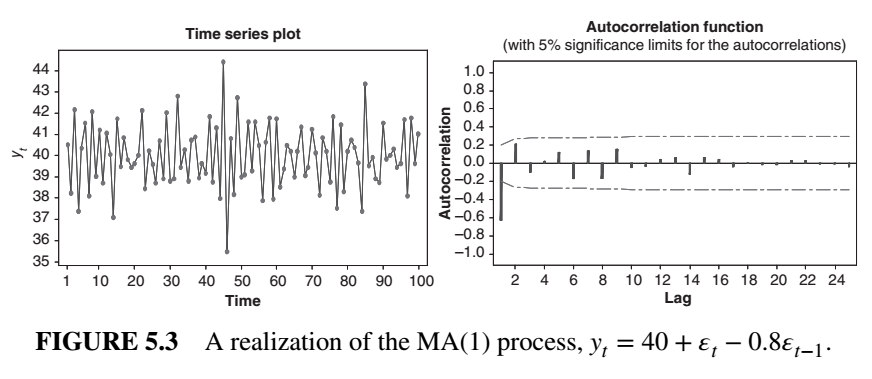 Time series plot
44
43
42
41
40
39
38
37
36
35
y_t
1 10 20 30 40 50 60 70 80 90 100
Time
Autocorrelation function
(with 5% significance limits for the autocorrelations)
1.0
0.8
0.6
0.4
0.2
0.0
−0.2
−0.4
−0.6
−0.8
−1.0
Autocorrelation
2 4 6 8 10 12 14 16 18 20 22 24
Lag
FIGURE 5.3 A realization of the MA(1) process, y_t = 40 + ε_t − 0.8ε_{t−1}.